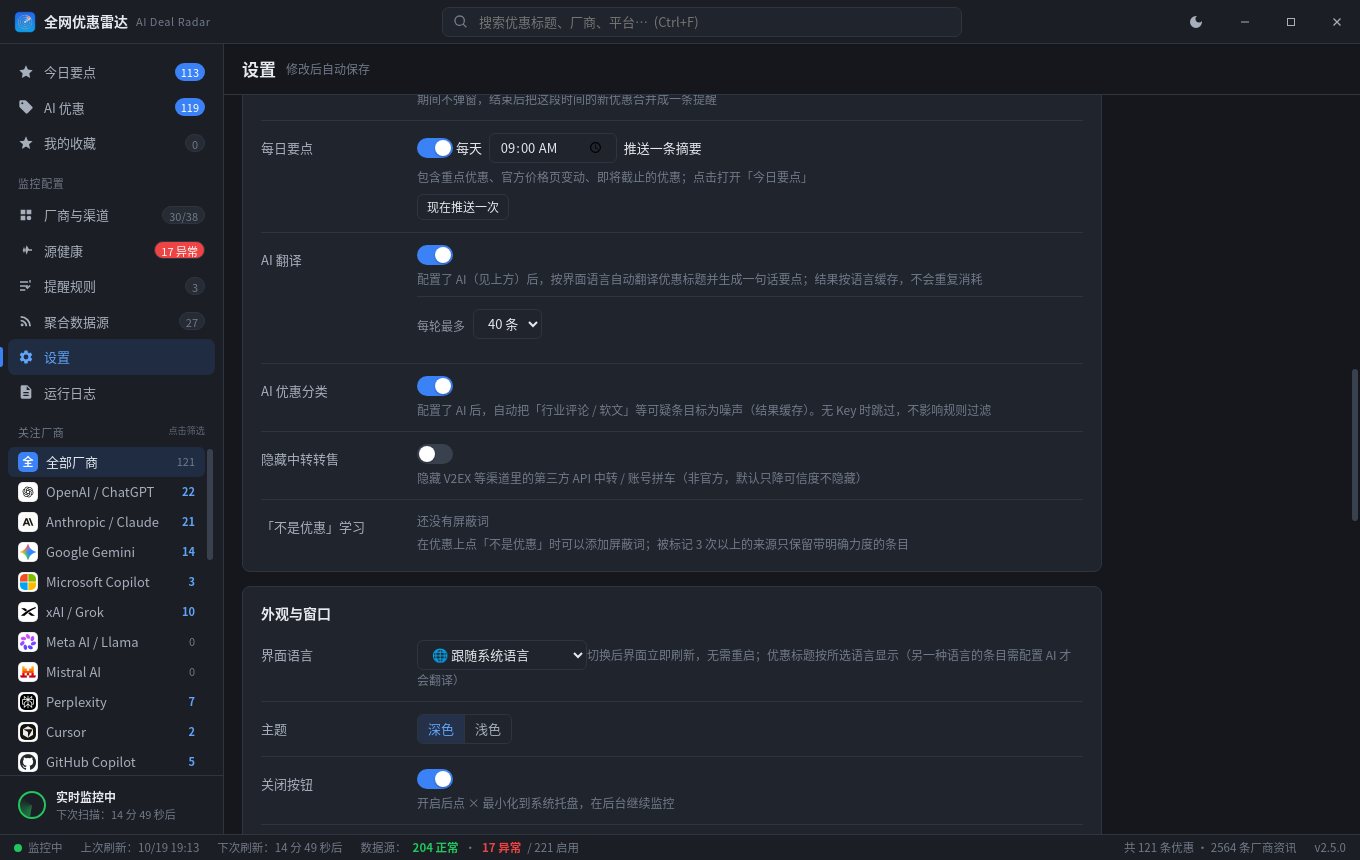 全网优惠雷达 AI Deal Radar
搜索优惠标题、厂商、平台… (Ctrl+F)
今日要点 113
AI 优惠 119
我的收藏 0
监控配置
厂商与渠道 30/38
源健康 17 异常
提醒规则 3
聚合数据源 27
设置
运行日志
关注厂商 点击筛选
全 全部厂商 121
OpenAI / ChatGPT 22
Anthropic / Claude 21
Google Gemini 14
Microsoft Copilot 3
xAI / Grok 10
Meta AI / Llama 0
Mistral AI 0
Perplexity 7
Cursor 2
GitHub Copilot 5
实时监控中
下次扫描：14 分 49 秒后
设置 修改后自动保存
期间不弹窗，结束后把这段时间的新优惠合并成一条提醒
每日要点 每天 09:00 AM 推送一条摘要
包含重点优惠、官方价格页变动、即将截止的优惠；点击打开「今日要点」
现在推送一次
AI 翻译
配置了 AI（见上方）后，按界面语言自动翻译优惠标题并生成一句话要点；结果按语言缓存，不会重复消耗
每轮最多 40 条
AI 优惠分类
配置了 AI 后，自动把「行业评论 / 软文」等可疑条目标为噪声（结果缓存）。无 Key 时跳过，不影响规则过滤
隐藏中转转售
隐藏 V2EX 等渠道里的第三方 API 中转 / 账号拼车（非官方，默认只降可信度不隐藏）
「不是优惠」学习 还没有屏蔽词
在优惠上点「不是优惠」时可以添加屏蔽词；被标记 3 次以上的来源只保留带明确力度的条目
外观与窗口
界面语言 🌐 跟随系统语言 切换后界面立即刷新，无需重启；优惠标题按所选语言显示（另一种语言的条目需配置 AI 才
会翻译）
主题 深色 浅色
关闭按钮
开启后点 × 最小化到系统托盘，在后台继续监控
监控中 上次刷新：10/19 19:13 下次刷新：14 分 49 秒后 数据源： 204 正常 · 17 异常 / 221 启用 共 121 条优惠 · 2564 条厂商资讯 v2.5.0